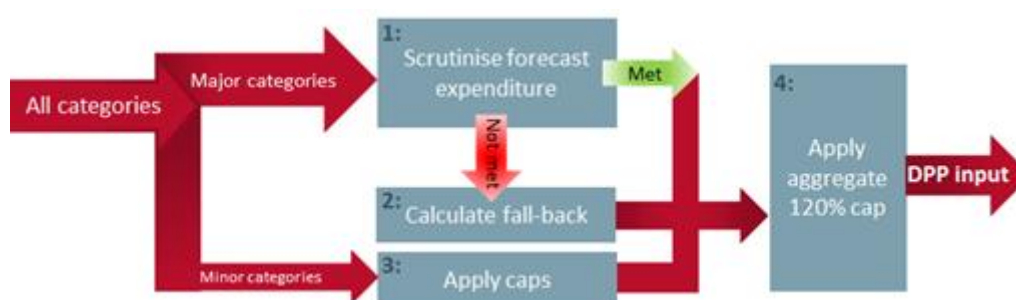 All categories
Major categories
Minor categories
1:
Scrutinise forecast
expenditure
Met
Not met
2:
Calculate fall-back
3:
Apply caps
4:
Apply
aggregate
120% cap
DPP input